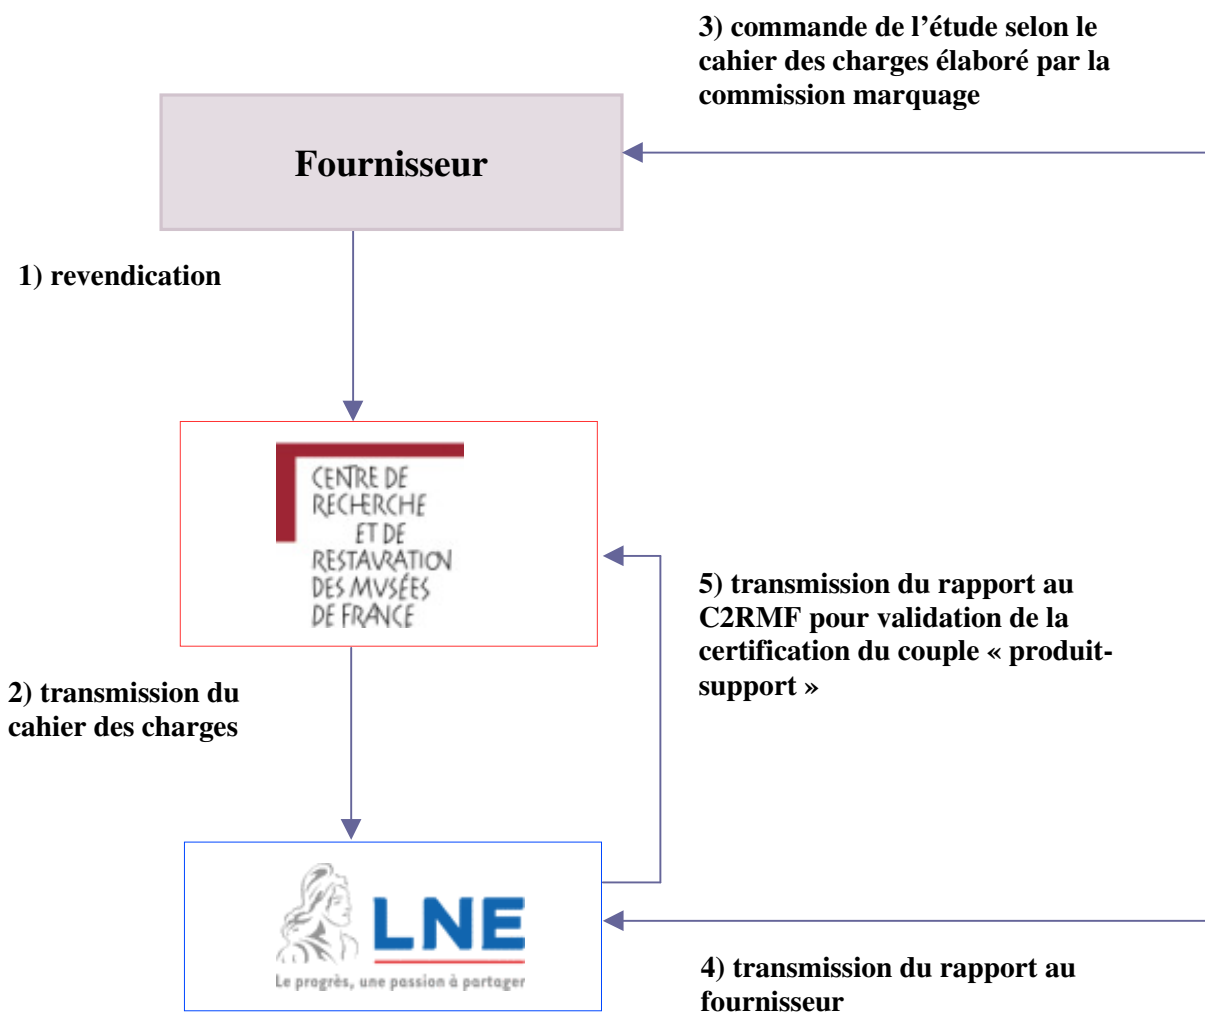 3) commande de l’étude selon le
cahier des charges élaboré par la
commission marquage
Fournisseur
1) revendication
CENTRE DE
RECHERCHE
ET DE
RESTAURATION
DES MUSÉES
DE FRANCE
5) transmission du rapport au
C2RMF pour validation de la
certification du couple « produit-
support »
2) transmission du
cahier des charges
LNE
Le progrès, une passion à partager
4) transmission du rapport au
fournisseur